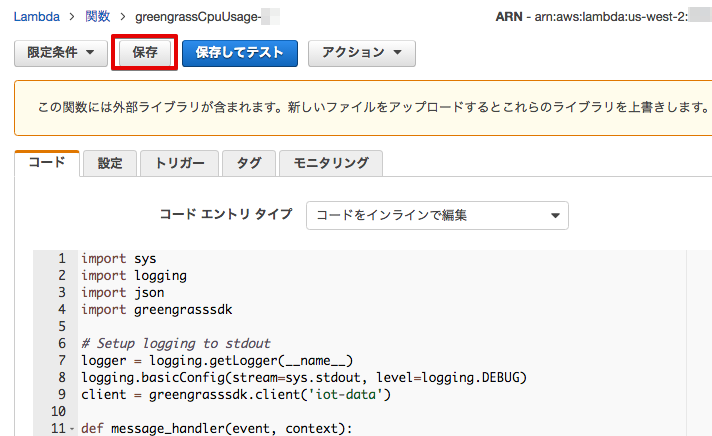 Lambda > 関数 > greengrassCpuUsage-
ARN - arn:aws:lambda:us-west-2:
限定条件 保存 保存してテスト アクション
この関数には外部ライブラリが含まれます。新しいファイルをアップロードするとこれらのライブラリを上書きします。
コード 設定 トリガー タグ モニタリング
コード エントリ タイプ コードをインラインで編集
1 import sys
2 import logging
3 import json
4 import greengrasssdk
5
6 # Setup logging to stdout
7 logger = logging.getLogger(__name__)
8 logging.basicConfig(stream=sys.stdout, level=logging.DEBUG)
9 client = greengrasssdk.client('iot-data')
10
11 def message_handler(event, context):